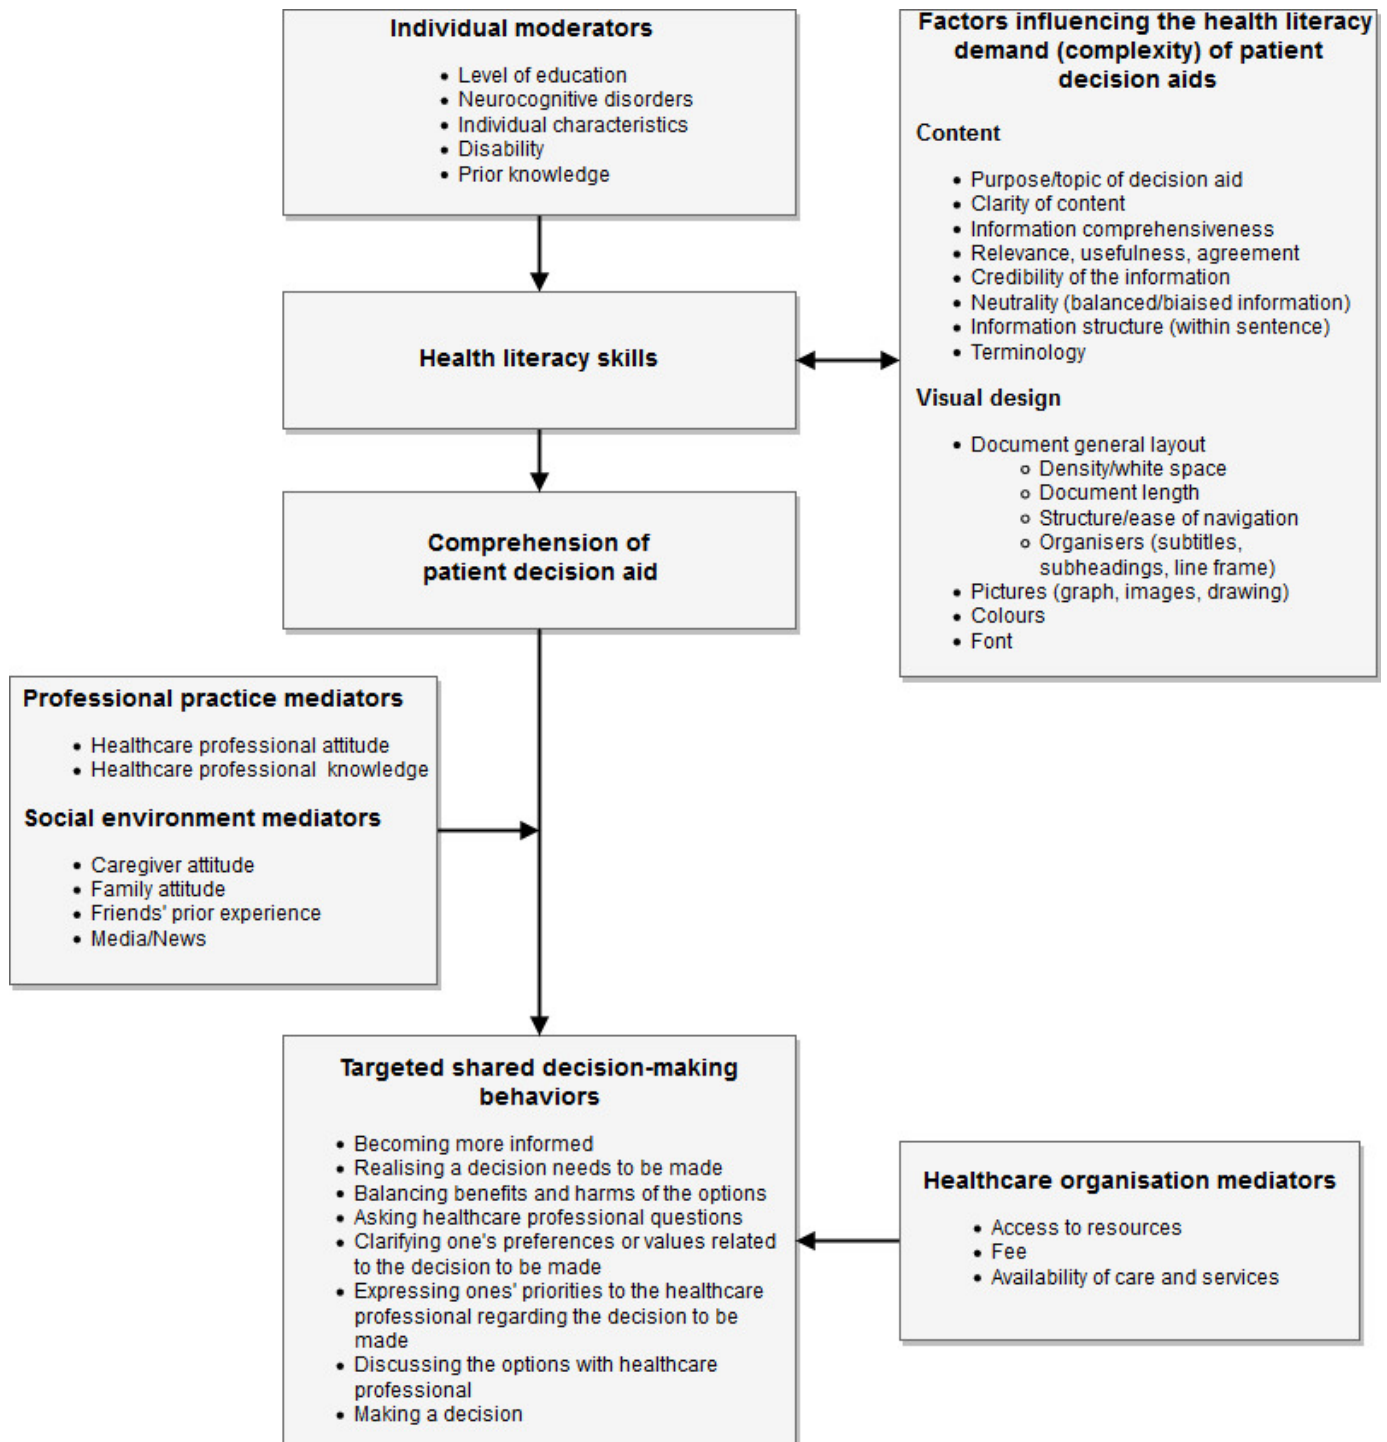 Individual moderators
• Level of education
• Neurocognitive disorders
• Individual characteristics
• Disability
• Prior knowledge
Health literacy skills
Comprehension of
patient decision aid
Factors influencing the health literacy
demand (complexity) of patient
decision aids
Content
• Purpose/topic of decision aid
• Clarity of content
• Information comprehensiveness
• Relevance, usefulness, agreement
• Credibility of the information
• Neutrality (balanced/biaised information)
• Information structure (within sentence)
• Terminology
Visual design
• Document general layout
o Density/white space
o Document length
o Structure/ease of navigation
o Organisers (subtitles,
subheadings, line frame)
• Pictures (graph, images, drawing)
• Colours
• Font
Professional practice mediators
• Healthcare professional attitude
• Healthcare professional knowledge
Social environment mediators
• Caregiver attitude
• Family attitude
• Friends' prior experience
• Media/News
Targeted shared decision-making
behaviors
• Becoming more informed
• Realising a decision needs to be made
• Balancing benefits and harms of the options
• Asking healthcare professional questions
• Clarifying one's preferences or values related
to the decision to be made
• Expressing ones' priorities to the healthcare
professional regarding the decision to be
made
• Discussing the options with healthcare
professional
• Making a decision
Healthcare organisation mediators
• Access to resources
• Fee
• Availability of care and services